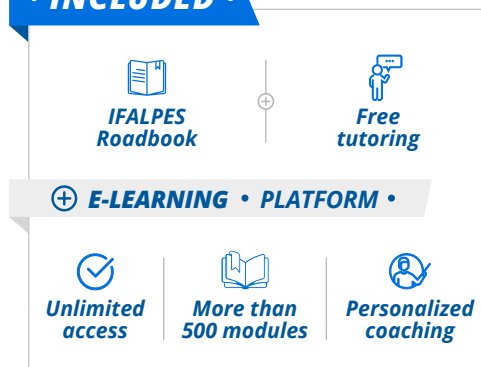 • INCLUDED •
IFALPES
Roadbook
Free
tutoring
E-LEARNING • PLATFORM •
Unlimited
access
More than
500 modules
Personalized
coaching